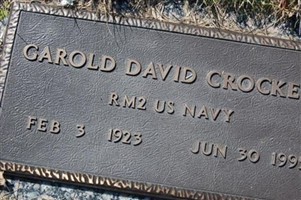 GAROLD DAVID CROCKE
RM2 US NAVY
FEB 3 1923 JUN 30 199